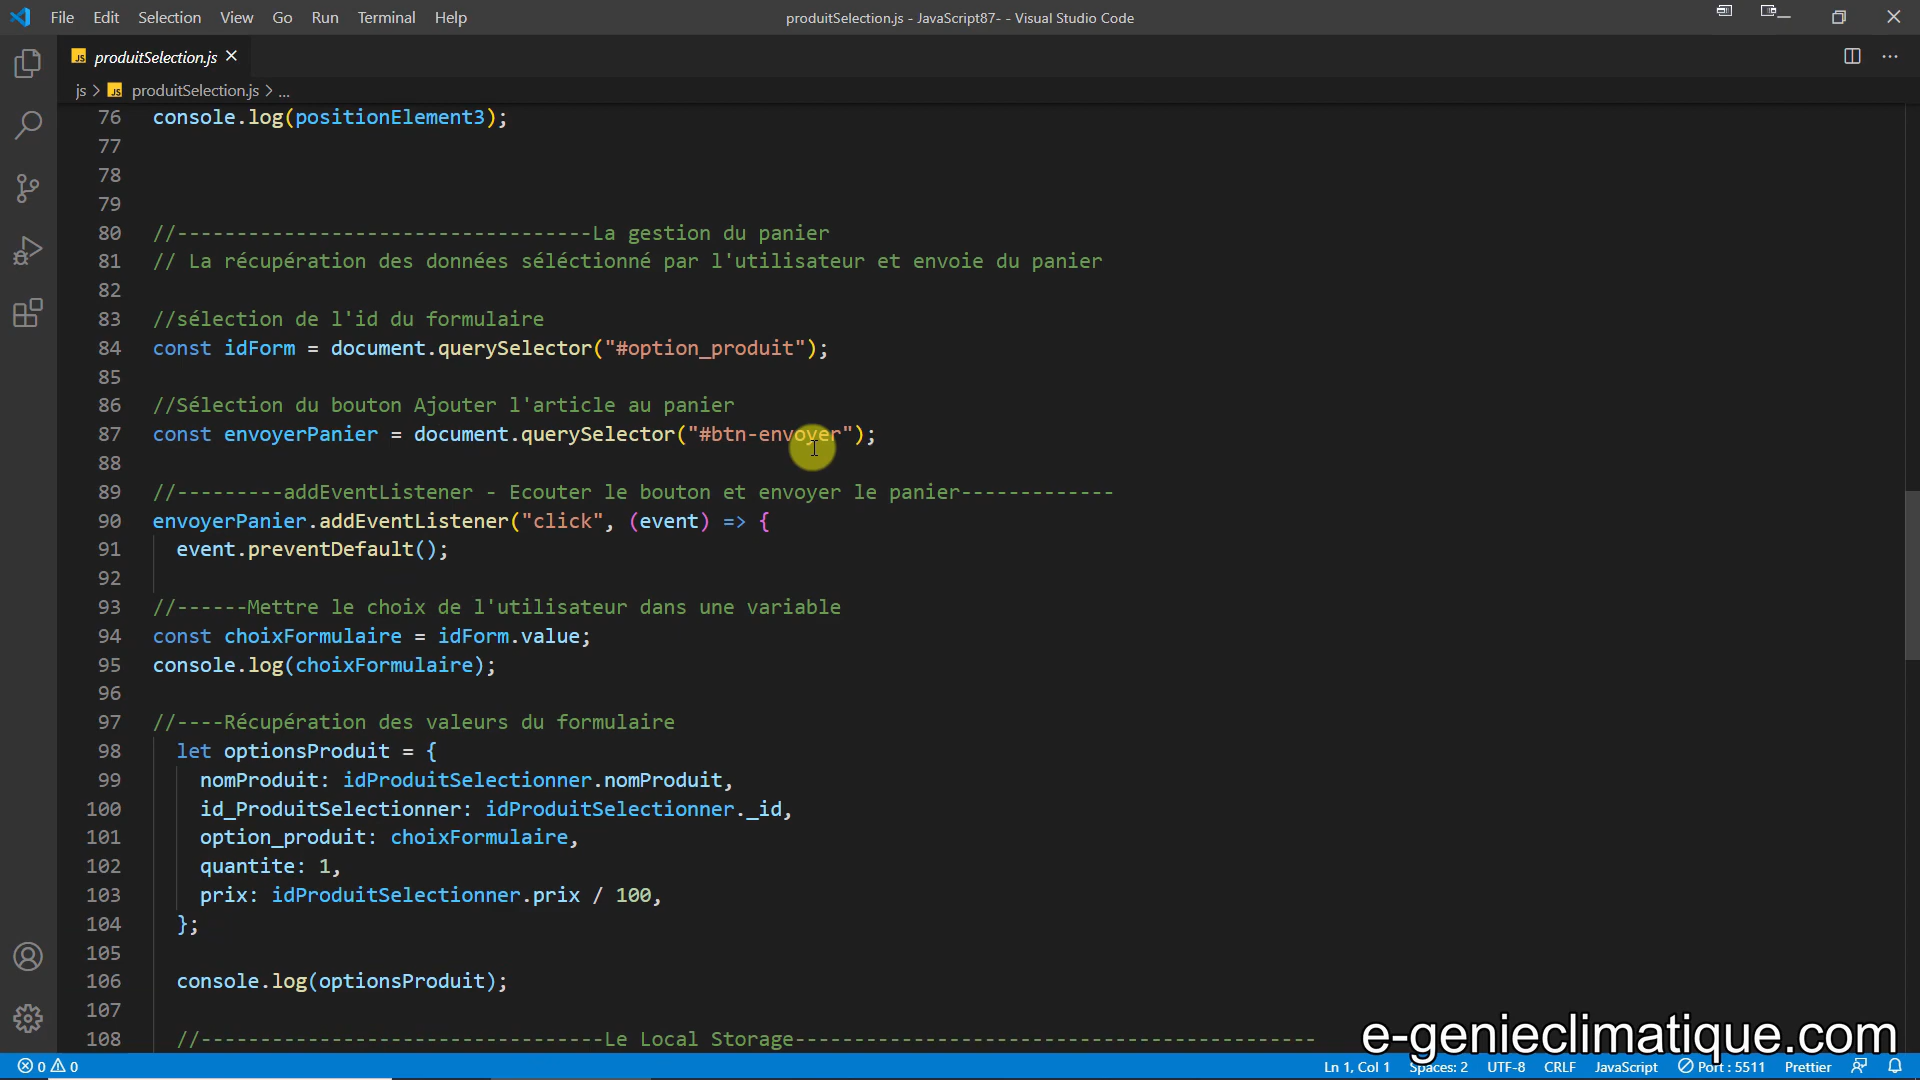 File Edit Selection View Go Run Terminal Help
produitSelection.js - JavaScript87- - Visual Studio Code
JS produitSelection.js ×
js > JS produitSelection.js > ...
76 console.log(positionElement3);
77
78
79
80 //-----------------------------------La gestion du panier
81 // La récupération des données séléctionné par l'utilisateur et envoie du panier
82
83 //sélection de l'id du formulaire
84 const idForm = document.querySelector("#option_produit");
85
86 //Sélection du bouton Ajouter l'article au panier
87 const envoyerPanier = document.querySelector("#btn-envoyer");
88
89 //---------addEventListener - Ecouter le bouton et envoyer le panier-------------
90 envoyerPanier.addEventListener("click", (event) => {
91 event.preventDefault();
92
93 //------Mettre le choix de l'utilisateur dans une variable
94 const choixFormulaire = idForm.value;
95 console.log(choixFormulaire);
96
97 //----Récupération des valeurs du formulaire
98 let optionsProduit = {
99 nomProduit: idProduitSelectionner.nomProduit,
100 id_ProduitSelectionner: idProduitSelectionner._id,
101 option_produit: choixFormulaire,
102 quantite: 1,
103 prix: idProduitSelectionner.prix / 100,
104 };
105
106 console.log(optionsProduit);
107
108 //----------------------------------Le Local Storage--------------------------------------------
e-genieclimatique.com
0 0 Ln 1, Col 1 Spaces: 2 UTF-8 CRLF JavaScript Port : 5511 Prettier